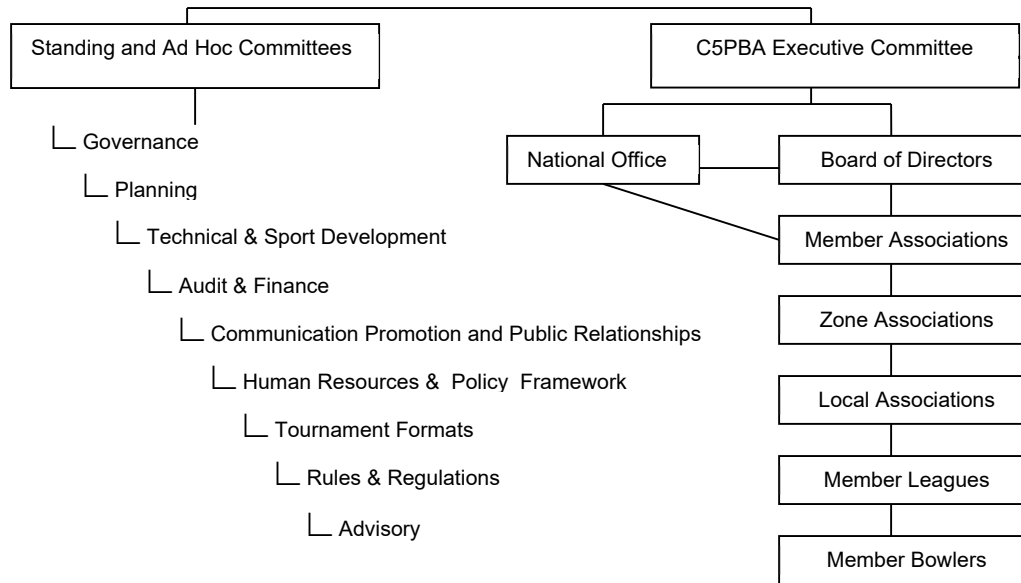 Standing and Ad Hoc Committees
C5PBA Executive Committee
Governance
Planning
Technical & Sport Development
Audit & Finance
Communication Promotion and Public Relationships
Human Resources & Policy Framework
Tournament Formats
Rules & Regulations
Advisory
National Office
Board of Directors
Member Associations
Zone Associations
Local Associations
Member Leagues
Member Bowlers